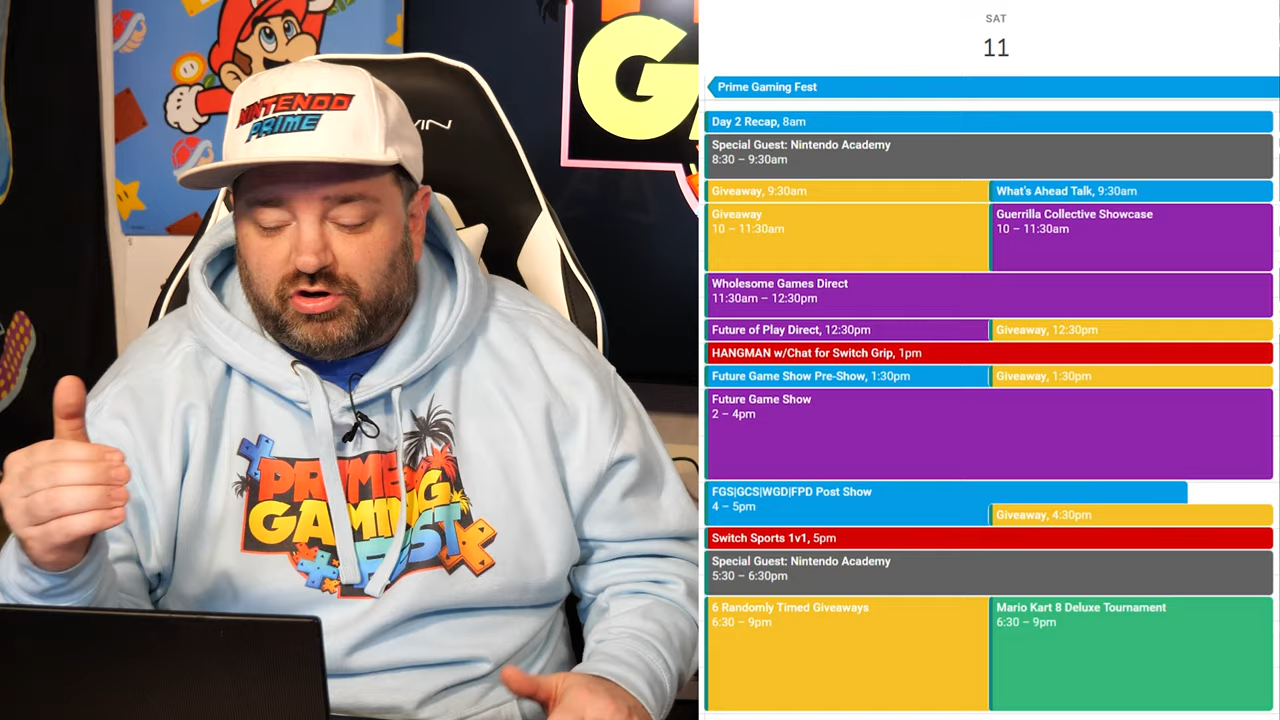 NINTENDO
PRIME
PRIME
GAMING
FEST
SAT
11
Prime Gaming Fest
Day 2 Recap, 8am
Special Guest: Nintendo Academy
8:30 – 9:30am
Giveaway, 9:30am
What's Ahead Talk, 9:30am
Giveaway
10 – 11:30am
Guerrilla Collective Showcase
10 – 11:30am
Wholesome Games Direct
11:30am – 12:30pm
Future of Play Direct, 12:30pm
Giveaway, 12:30pm
HANGMAN w/Chat for Switch Grip, 1pm
Future Game Show Pre-Show, 1:30pm
Giveaway, 1:30pm
Future Game Show
2 – 4pm
FGS|GCS|WGD|FPD Post Show
4 – 5pm
Giveaway, 4:30pm
Switch Sports 1v1, 5pm
Special Guest: Nintendo Academy
5:30 – 6:30pm
6 Randomly Timed Giveaways
6:30 – 9pm
Mario Kart 8 Deluxe Tournament
6:30 – 9pm